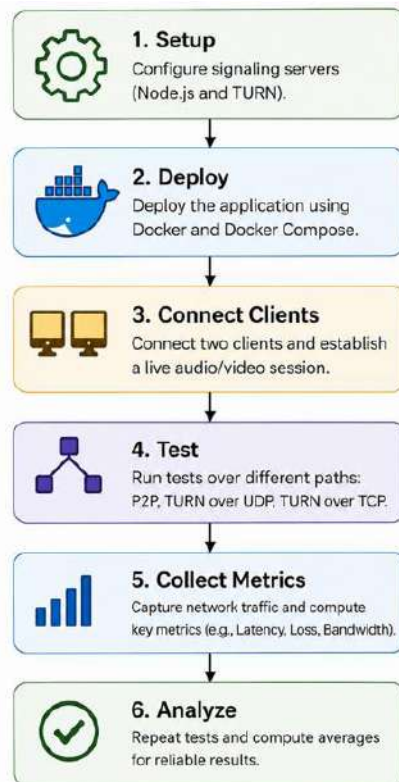 1. Setup
Configure signaling servers
(Node.js and TURN).
2. Deploy
Deploy the application using
Docker and Docker Compose.
3. Connect Clients
Connect two clients and establish
a live audio/video session.
4. Test
Run tests over different paths:
P2P, TURN over UDP, TURN over TCP.
5. Collect Metrics
Capture network traffic and compute
key metrics (e.g., Latency, Loss, Bandwidth).
6. Analyze
Repeat tests and compute averages
for reliable results.